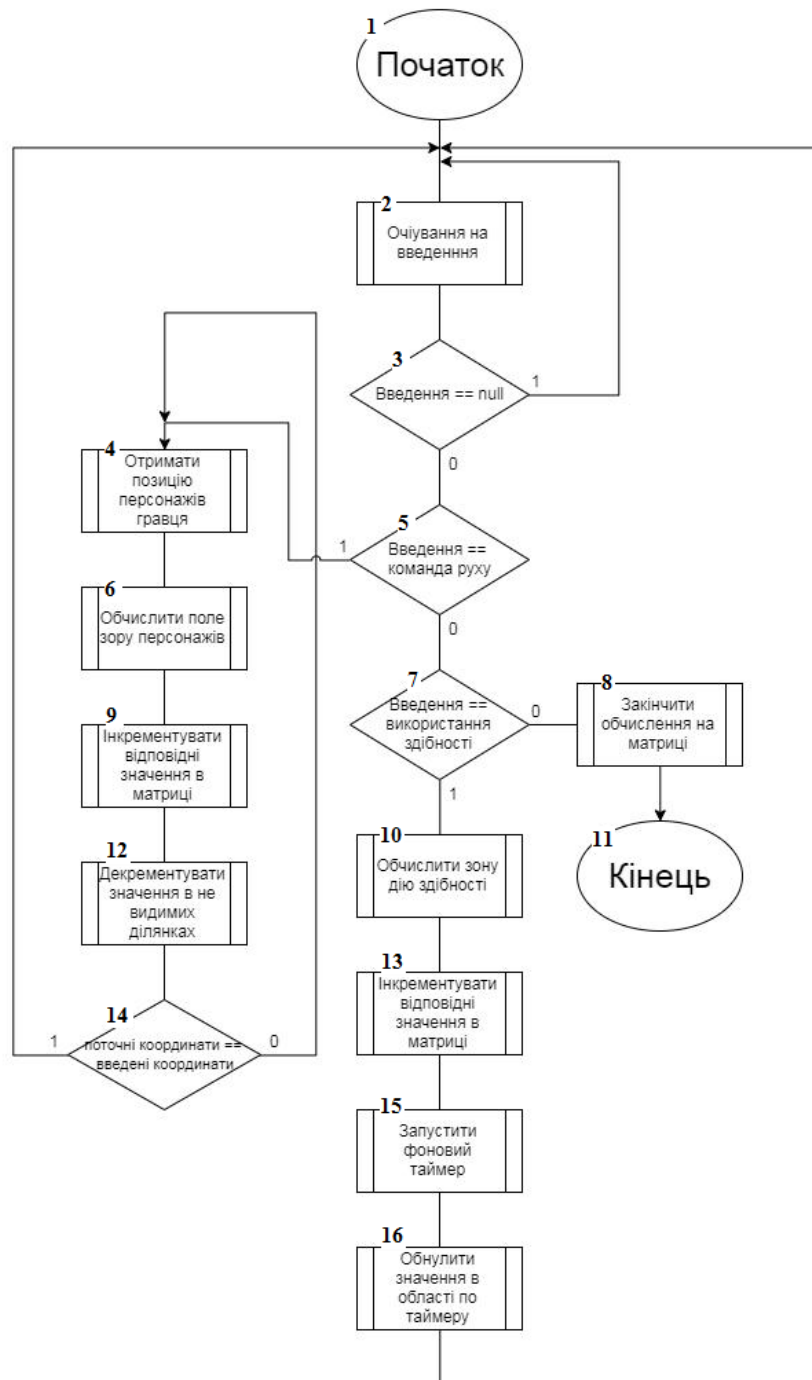 1
Початок
2
Очіування на
введенння
3
Введення == null
1
0
4
Отримати
позицію
персонажів
гравця
5
Введення ==
команда руху
1
0
6
Обчислити поле
зору персонажів
7
Введення ==
використання
здібності
0
1
8
Закінчити
обчислення на
матриці
9
Інкрементувати
відповідні
значення в
матриці
10
Обчислити зону
дію здібності
11
Кінець
12
Декрементувати
значення в не
видимих
ділянках
13
Інкрементувати
відповідні
значення в
матриці
14
поточні координати ==
введені координати
1
0
15
Запустити
фоновий
таймер
16
Обнулити
значення в
області по
таймеру